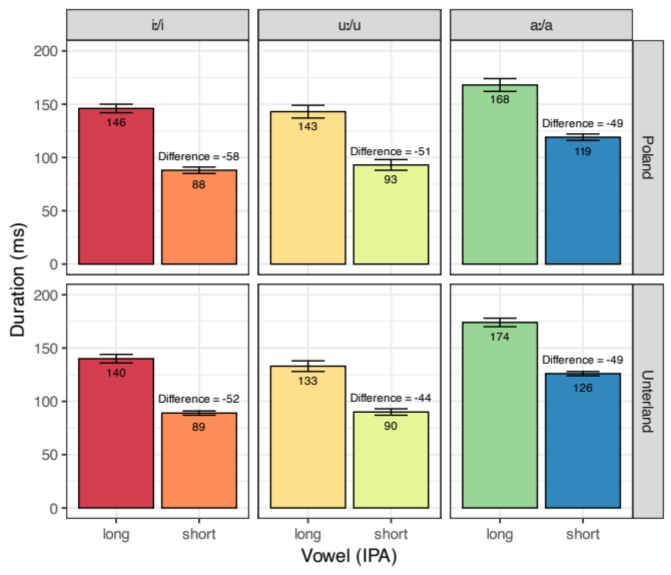 iː/i uː/u aː/a
Duration (ms)
200
150
100
50
0
146
Difference = -58
88
143
Difference = -51
93
168
Difference = -49
119
Poland
200
150
100
50
0
140
Difference = -52
89
133
Difference = -44
90
174
Difference = -49
126
Unterland
long short long short long short
Vowel (IPA)